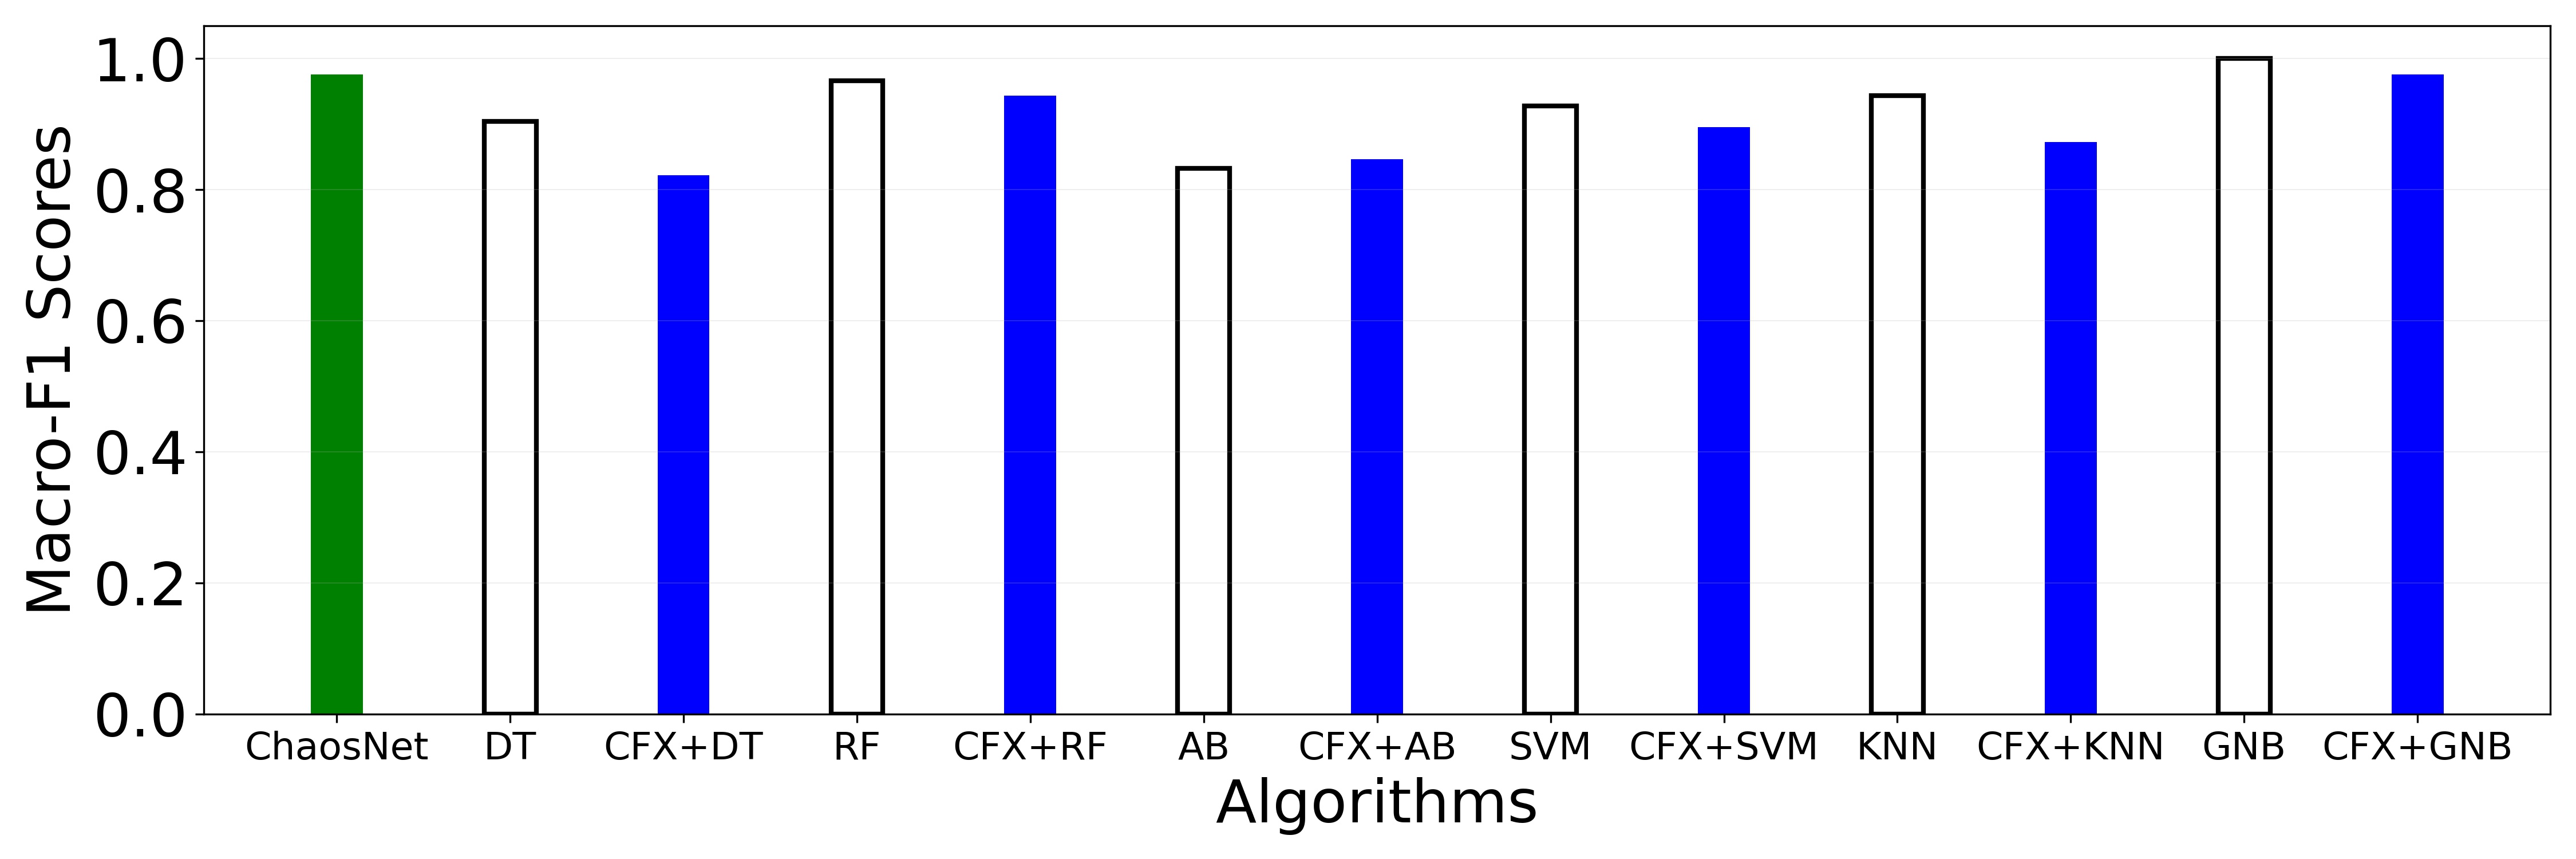 Macro-F1 Scores
1.0
0.8
0.6
0.4
0.2
0.0
ChaosNet DT CFX+DT RF CFX+RF AB CFX+AB SVM CFX+SVM KNN CFX+KNN GNB CFX+GNB
Algorithms